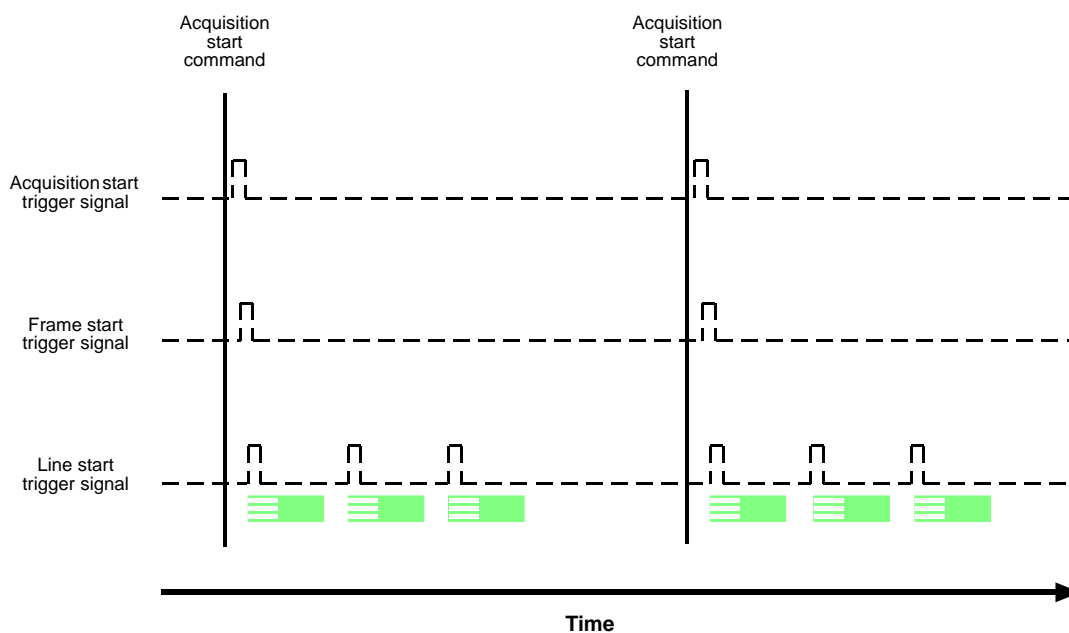 Acquisition
start
command
Acquisition
start
command
Acquisition start
trigger signal
Frame start
trigger signal
Line start
trigger signal
Time